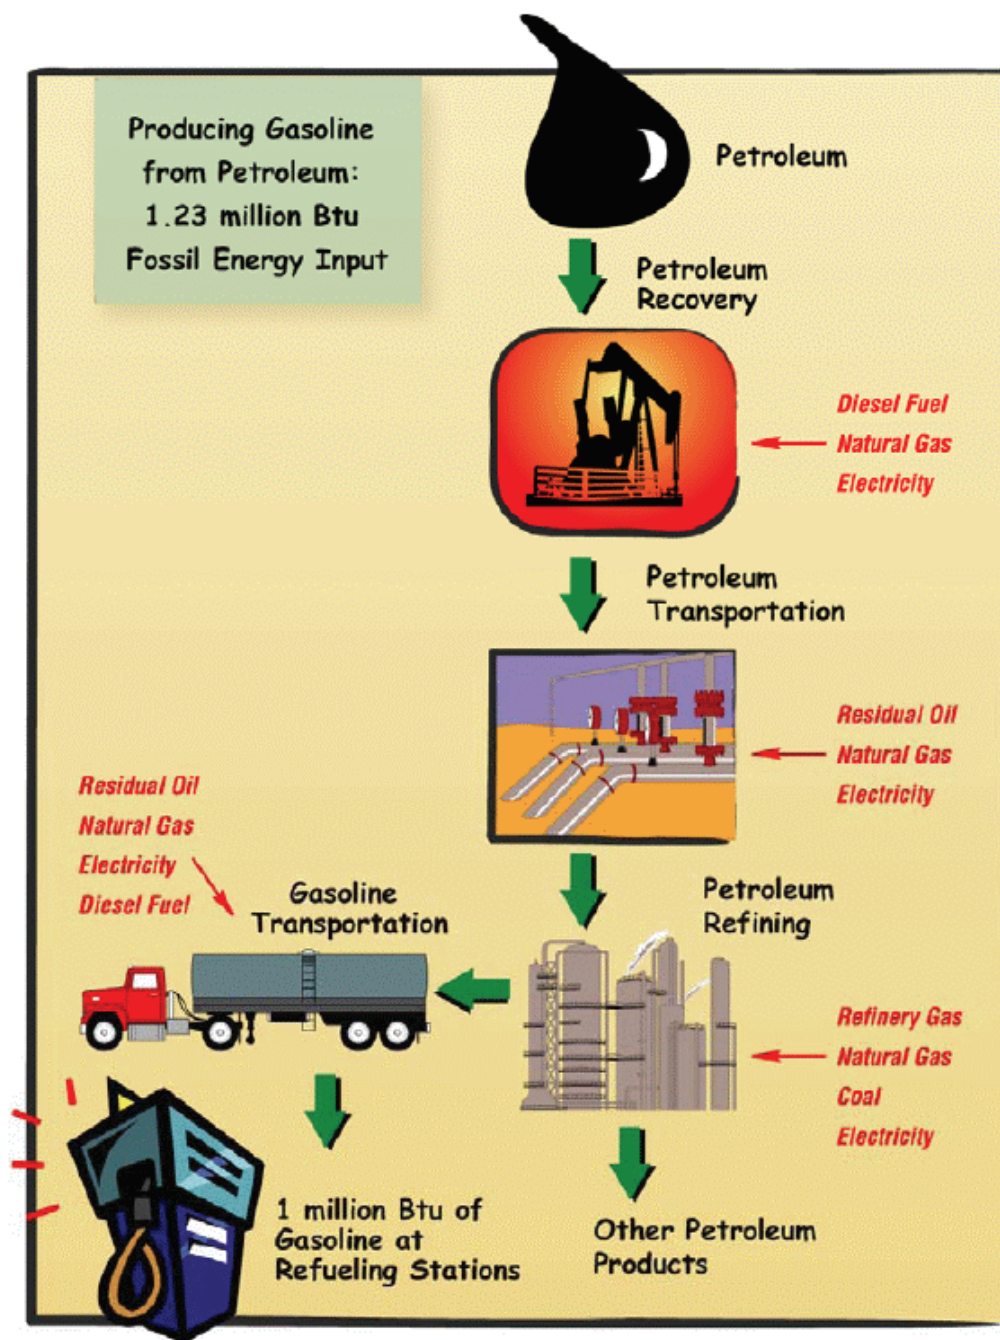 Producing Gasoline
from Petroleum:
1.23 million Btu
Fossil Energy Input
Petroleum
Petroleum
Recovery
Diesel Fuel
Natural Gas
Electricity
Petroleum
Transportation
Residual Oil
Natural Gas
Electricity
Petroleum
Refining
Refinery Gas
Natural Gas
Coal
Electricity
Residual Oil
Natural Gas
Electricity
Diesel Fuel
Gasoline
Transportation
1 million Btu of
Gasoline at
Refueling Stations
Other Petroleum
Products